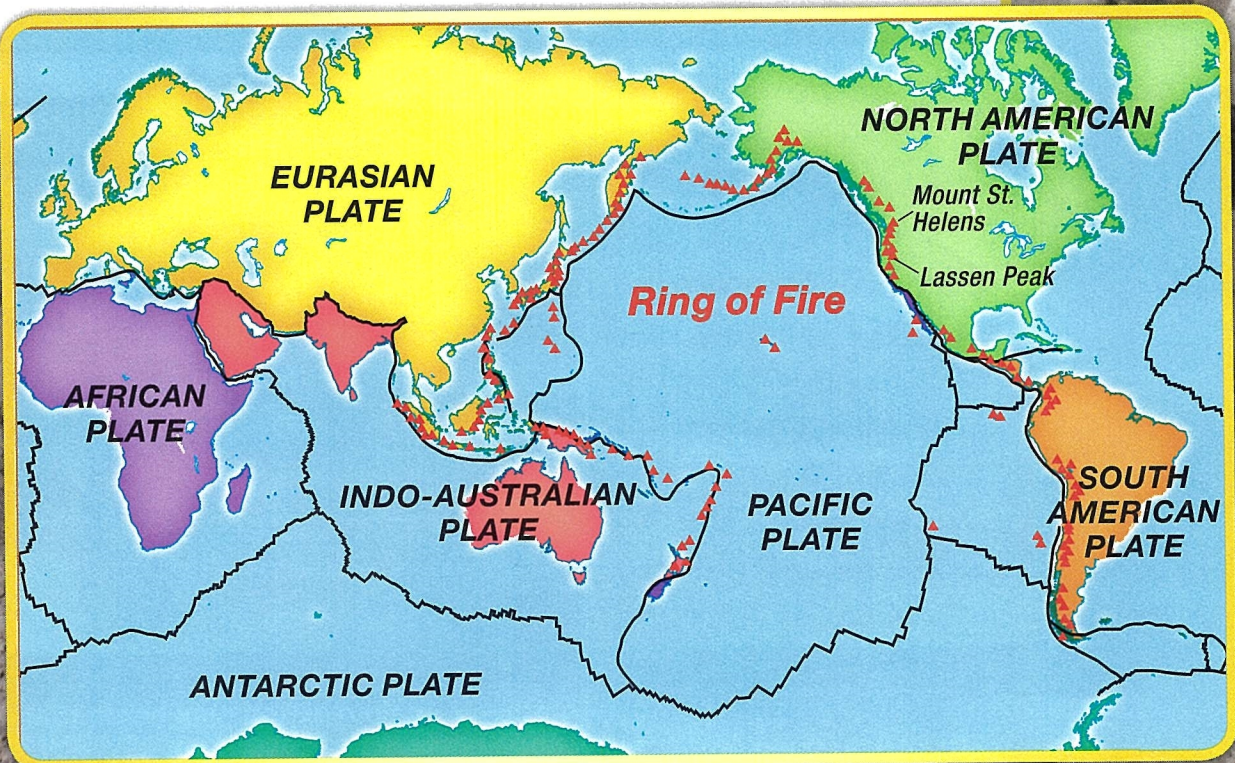 NORTH AMERICAN
PLATE
EURASIAN
PLATE
Mount St.
Helens
Lassen Peak
Ring of Fire
AFRICAN
PLATE
INDO-AUSTRALIAN
PLATE
PACIFIC
PLATE
SOUTH
AMERICAN
PLATE
ANTARCTIC PLATE